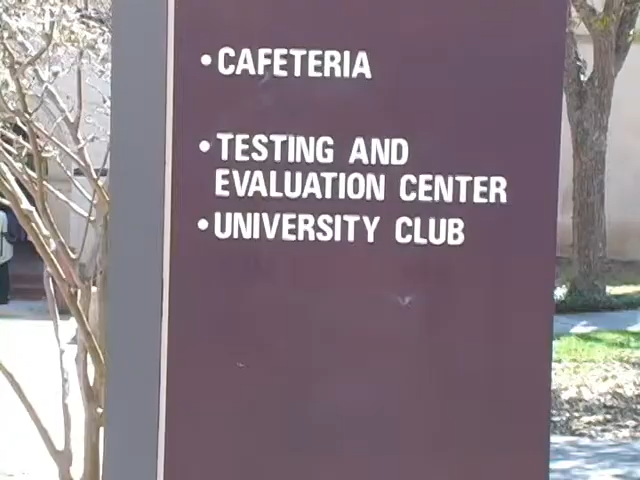 • CAFETERIA
• TESTING AND
EVALUATION CENTER
• UNIVERSITY CLUB